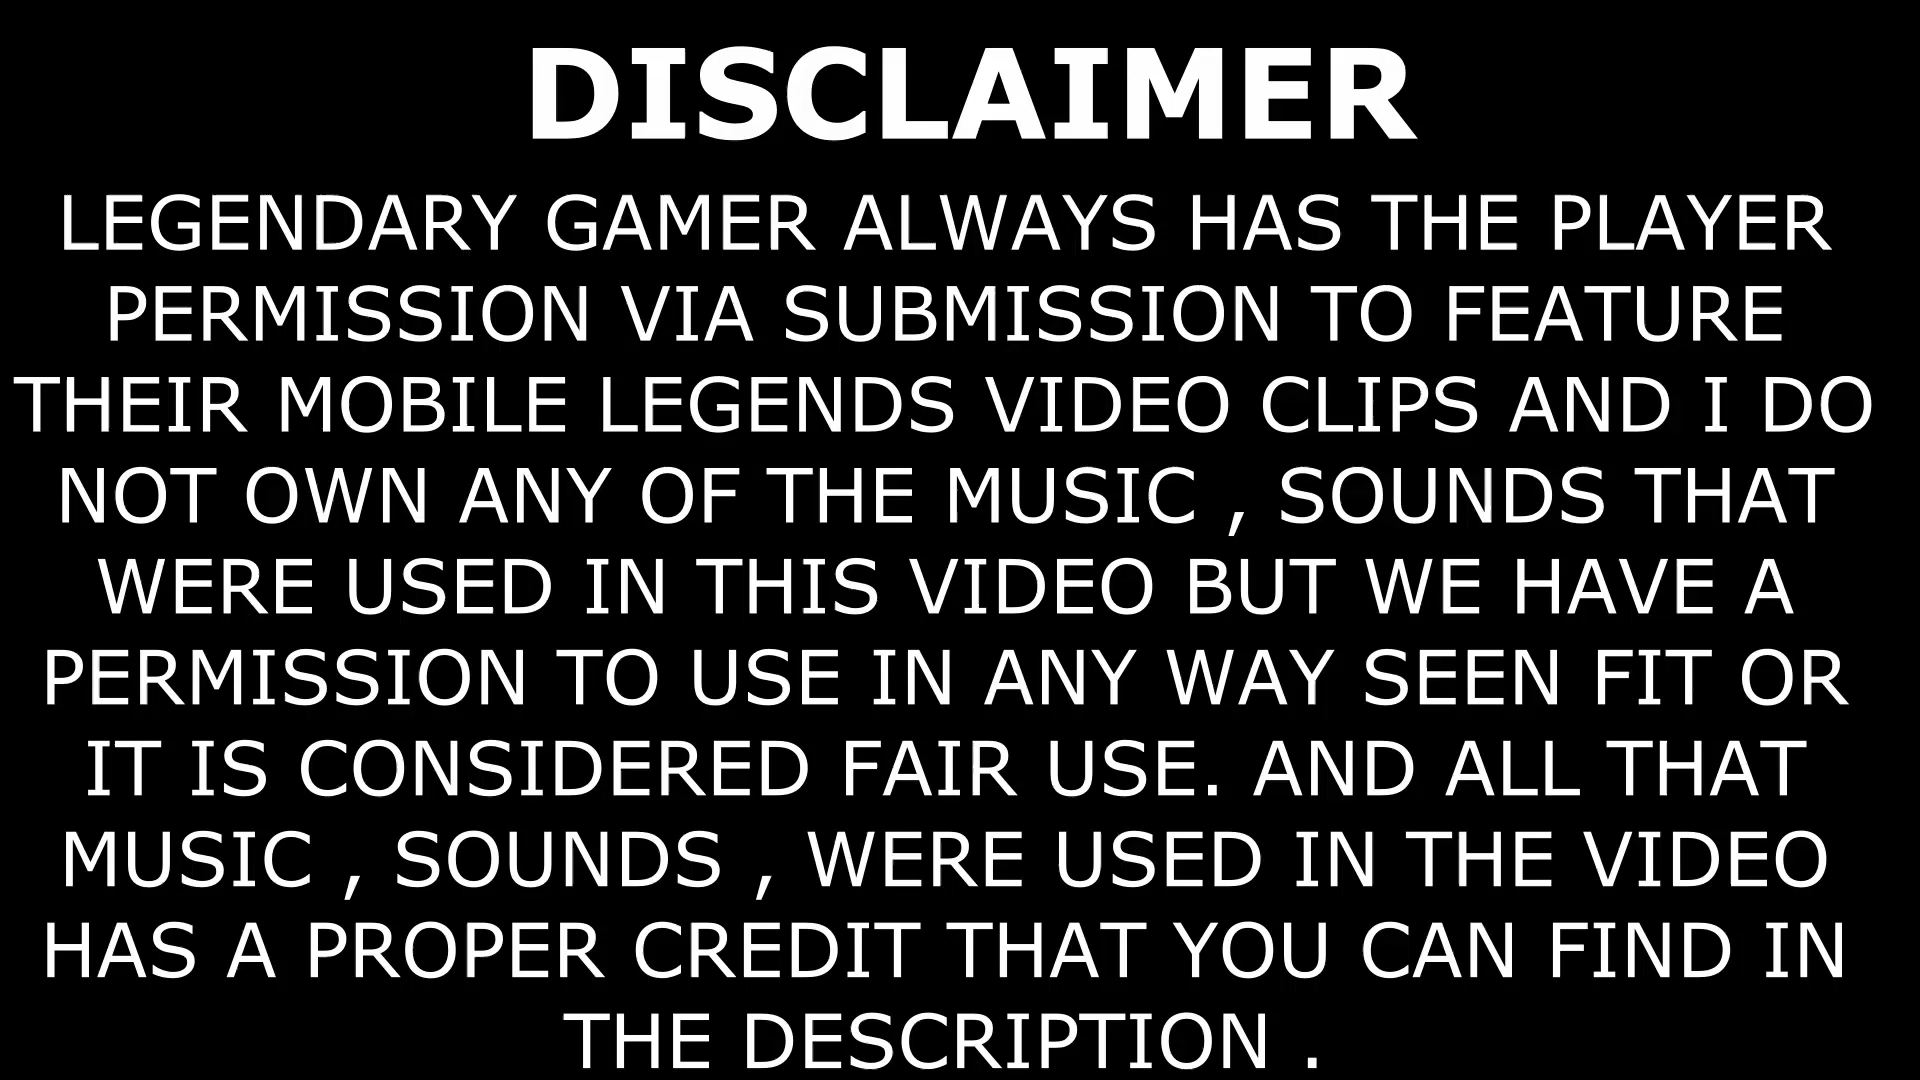 DISCLAIMER
LEGENDARY GAMER ALWAYS HAS THE PLAYER
PERMISSION VIA SUBMISSION TO FEATURE
THEIR MOBILE LEGENDS VIDEO CLIPS AND I DO
NOT OWN ANY OF THE MUSIC , SOUNDS THAT
WERE USED IN THIS VIDEO BUT WE HAVE A
PERMISSION TO USE IN ANY WAY SEEN FIT OR
IT IS CONSIDERED FAIR USE. AND ALL THAT
MUSIC , SOUNDS , WERE USED IN THE VIDEO
HAS A PROPER CREDIT THAT YOU CAN FIND IN
THE DESCRIPTION .